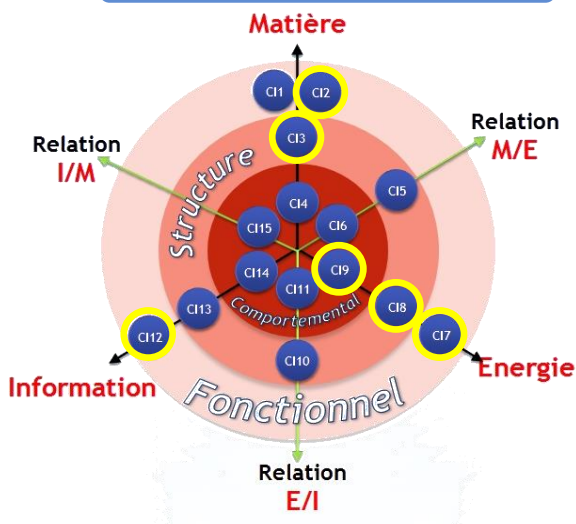 Matière
CI1
CI2
CI3
Relation
M/E
Relation
I/M
Structure
CI5
CI4
CI6
CI15
CI9
CI14
CI11
Comportemental
CI8
CI13
CI7
CI12
CI10
Energie
Information
Fonctionnel
Relation
E/I